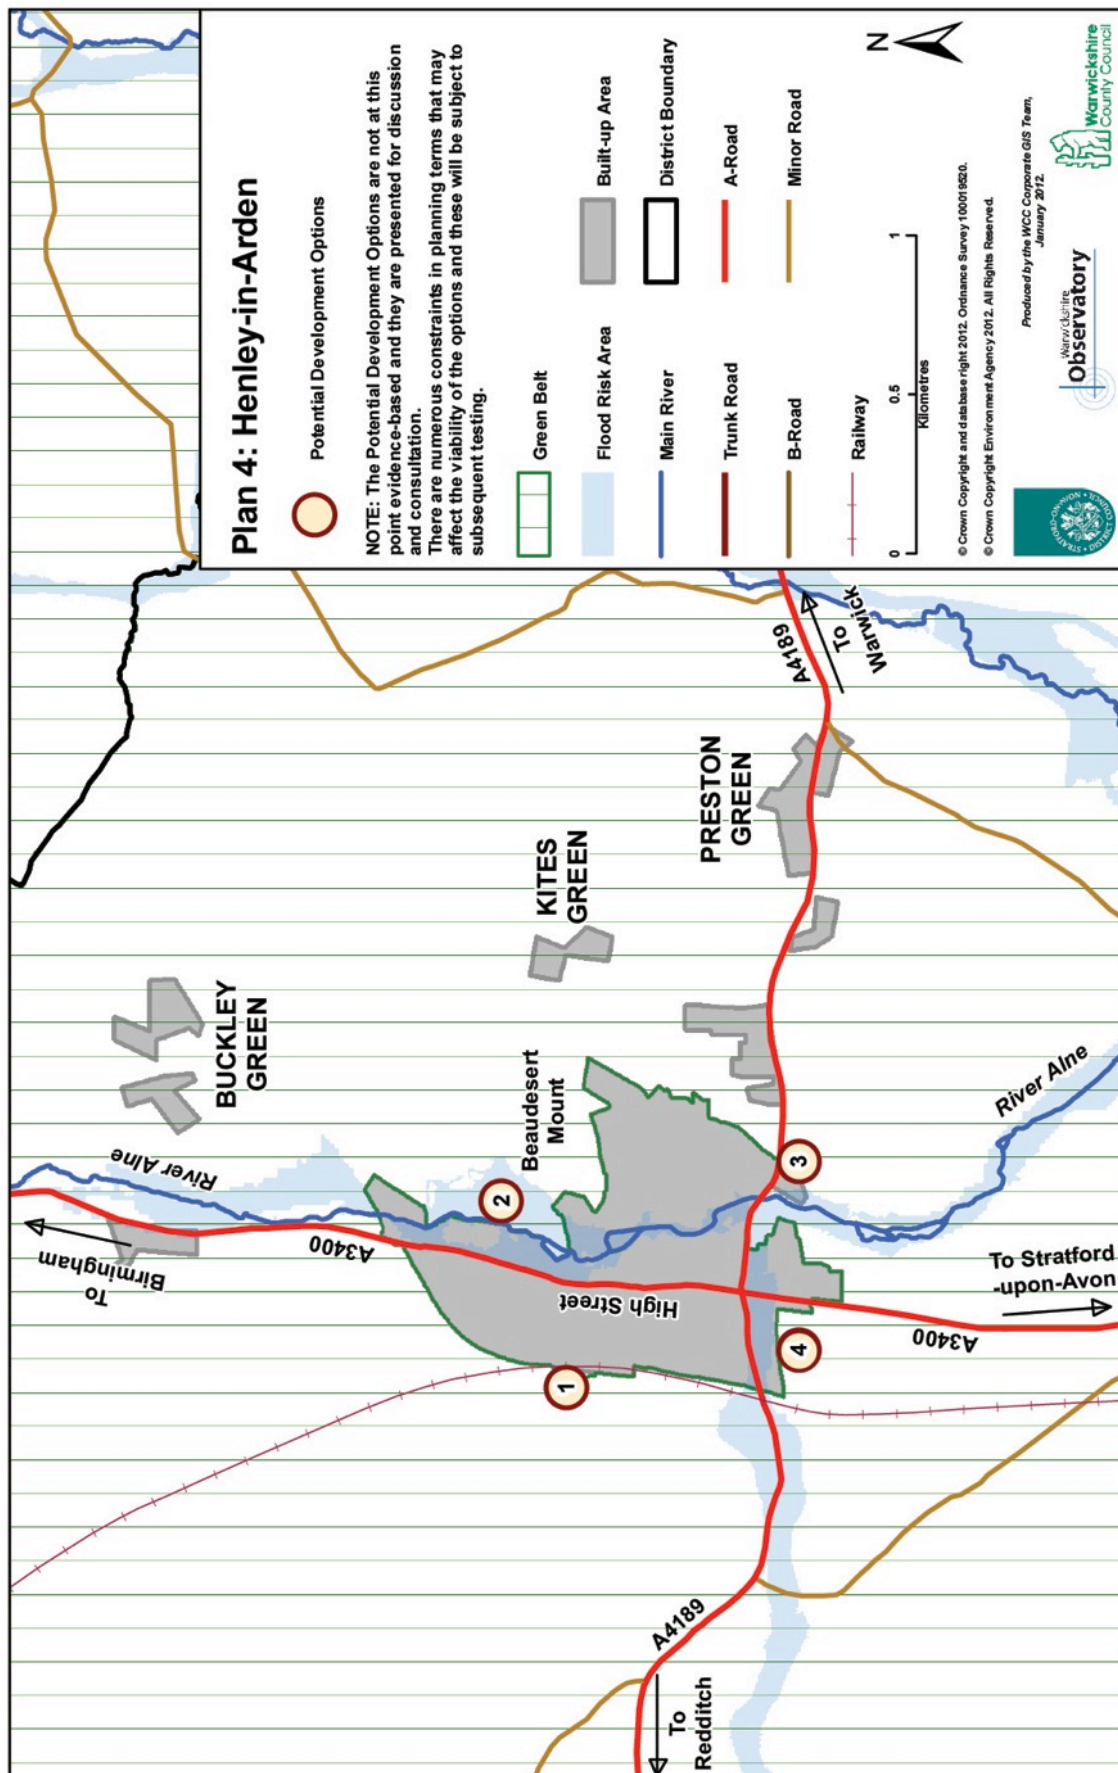 Plan 4: Henley-in-Arden
Potential Development Options
NOTE: The Potential Development Options are not at this
point evidence-based and they are presented for discussion
and consultation.
There are numerous constraints in planning terms that may
affect the viability of the options and these will be subject to
subsequent testing.
Green Belt
Flood Risk Area
Built-up Area
Main River
District Boundary
Trunk Road
A-Road
B-Road
Minor Road
Railway
N
0
0.5
1
Kilometres
© Crown Copyright and database right 2012. Ordnance Survey 100019520.
© Crown Copyright Environment Agency 2012. All Rights Reserved.
Produced by the WCC Corporate GIS Team,
January 2012.
STRATFORD-ON-AVON • DISTRICT COUNCIL •
Warwickshire
Observatory
Warwickshire
County Council
To
Birmingham
River Alne
BUCKLEY
GREEN
A3400
Beaudesert
Mount
KITES
GREEN
1
2
High Street
PRESTON
GREEN
A4189
To
Warwick
A4189
To
Redditch
3
4
A3400
To Stratford
-upon-Avon
River Alne